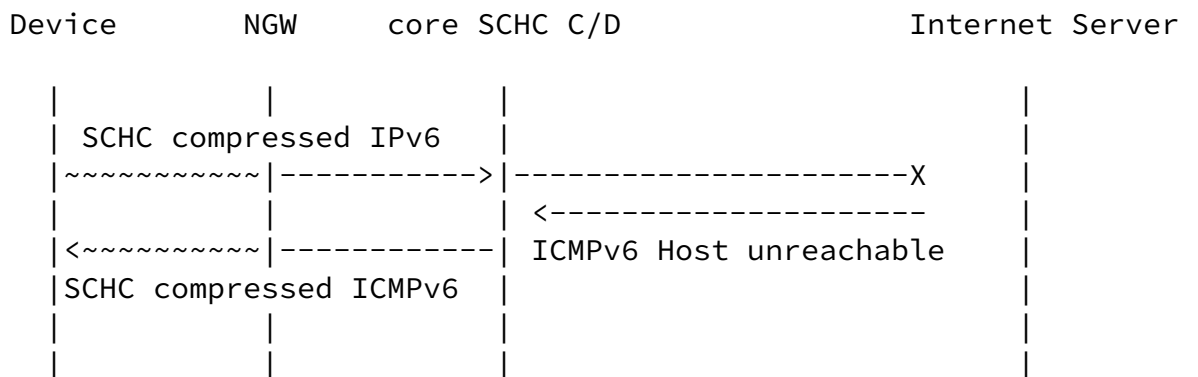 Device NGW core SCHC C/D Internet Server
SCHC compressed IPv6
X
ICMPv6 Host unreachable
SCHC compressed ICMPv6